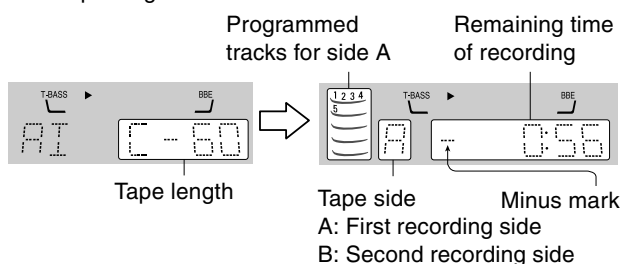 Programmed
tracks for side A
Remaining time
of recording
T-BASS
BBE
AI
C-60
1 2 3 4
5
T-BASS
BBE
A
- 0:56
Tape length
Tape side
Minus mark
A: First recording side
B: Second recording side